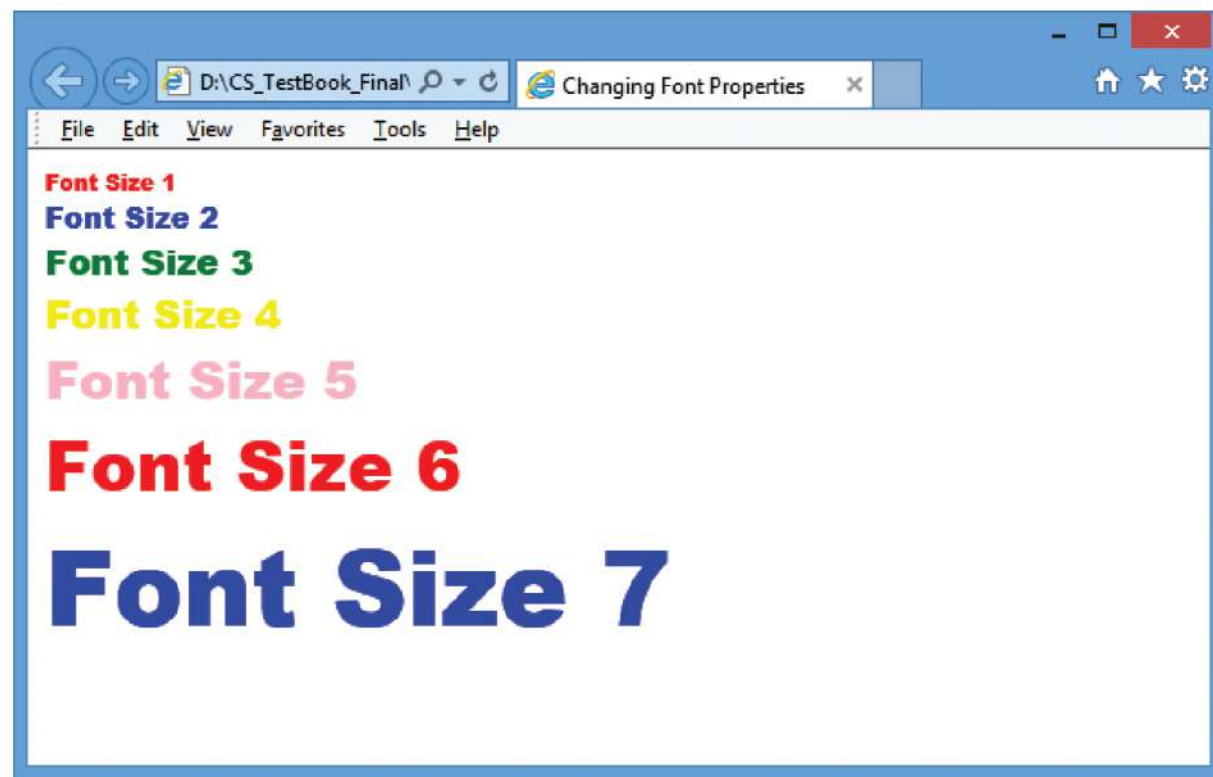 D:\CS_TestBook_Final\
Changing Font Properties
File Edit View Favorites Tools Help
Font Size 1
Font Size 2
Font Size 3
Font Size 4
Font Size 5
Font Size 6
Font Size 7